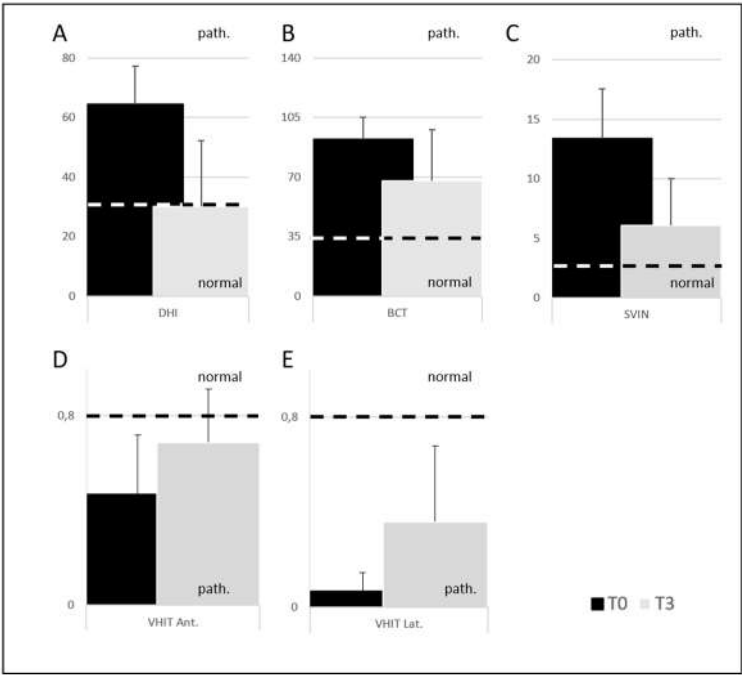 A
path.
80
60
40
20
0
normal
DHI
B
path.
140
105
70
35
0
normal
BCT
C
path.
20
15
10
5
0
normal
SVIN
D
normal
0,8
path.
0
VHIT Ant.
E
normal
0,8
path.
0
VHIT Lat.
T0 T3